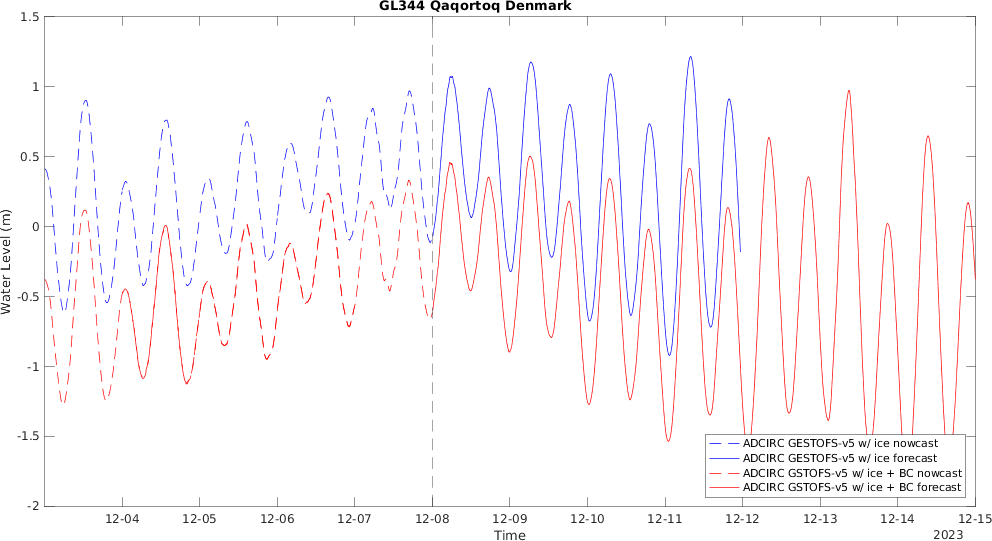 GL344 Qaqortoq Denmark
1.5
1
0.5
0
-0.5
-1
-1.5
-2
Water Level (m)
ADCIRC GESTOFS-v5 w/ ice nowcast
ADCIRC GESTOFS-v5 w/ ice forecast
ADCIRC GSTOFS-v5 w/ ice + BC nowcast
ADCIRC GSTOFS-v5 w/ ice + BC forecast
12-04 12-05 12-06 12-07 12-08 12-09 12-10 12-11 12-12 12-13 12-14 12-15
Time
2023